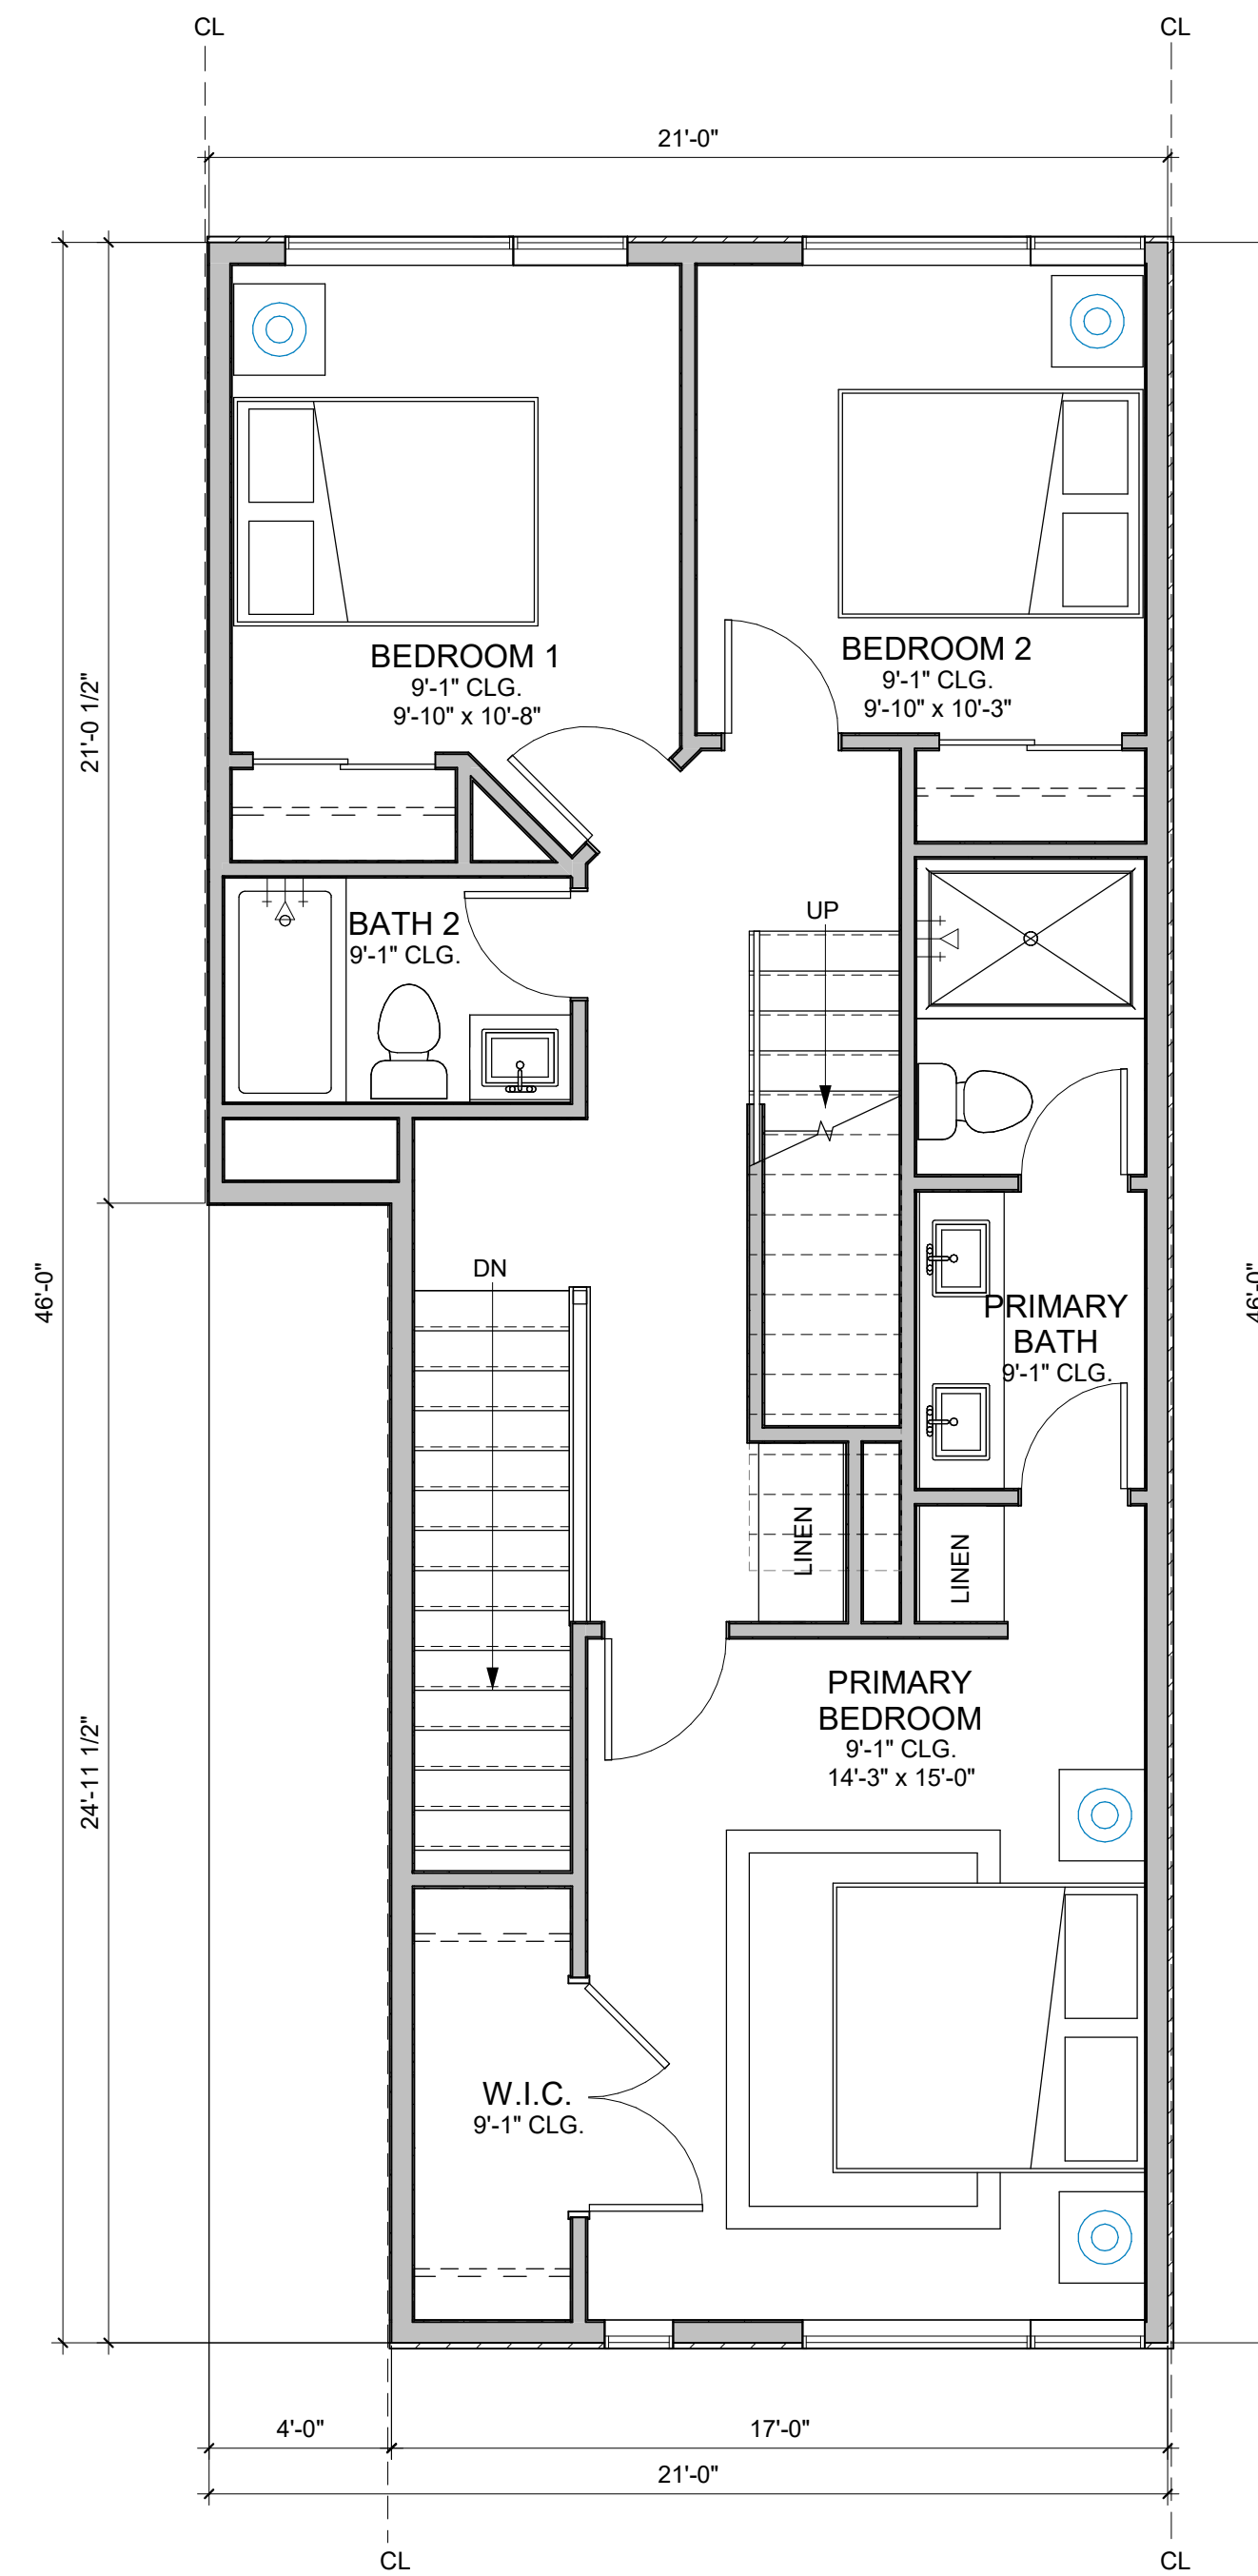 CL
CL
21'-0"
BEDROOM 1
9'-1" CLG.
9'-10" x 10'-8"
BEDROOM 2
9'-1" CLG.
9'-10" x 10'-3"
21'-0 1/2"
BATH 2
9'-1" CLG.
UP
46'-0"
DN
PRIMARY
BATH
9'-1" CLG.
46'-0"
LINEN
LINEN
PRIMARY
BEDROOM
9'-1" CLG.
14'-3" x 15'-0"
24'-11 1/2"
W.I.C.
9'-1" CLG.
4'-0"
17'-0"
21'-0"
CL
CL